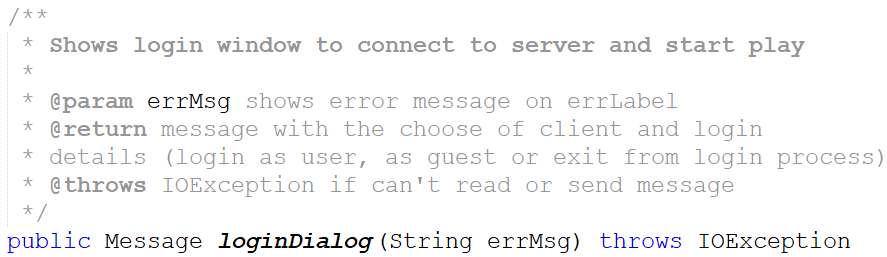 /**
* Shows login window to connect to server and start play
*
* @param errMsg shows error message on errLabel
* @return message with the choose of client and login
* details (login as user, as guest or exit from login process)
* @throws IOException if can't read or send message
*/
public Message loginDialog(String errMsg) throws IOException